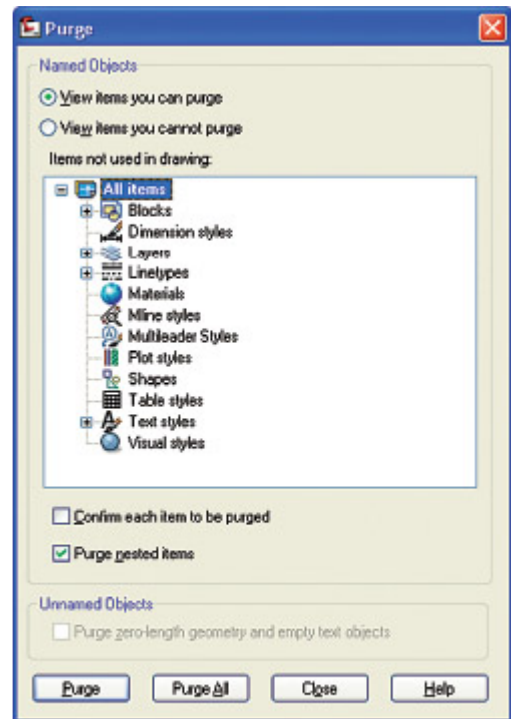 Purge
Named Objects
View items you can purge
View items you cannot purge
Items not used in drawing:
All items
Blocks
Dimension styles
Layers
Linetypes
Materials
Mline styles
Multileader Styles
Plot styles
Shapes
Table styles
Text styles
Visual styles
Confirm each item to be purged
Purge nested items
Unnamed Objects
Purge zero-length geometry and empty text objects
Purge Purge All Close Help